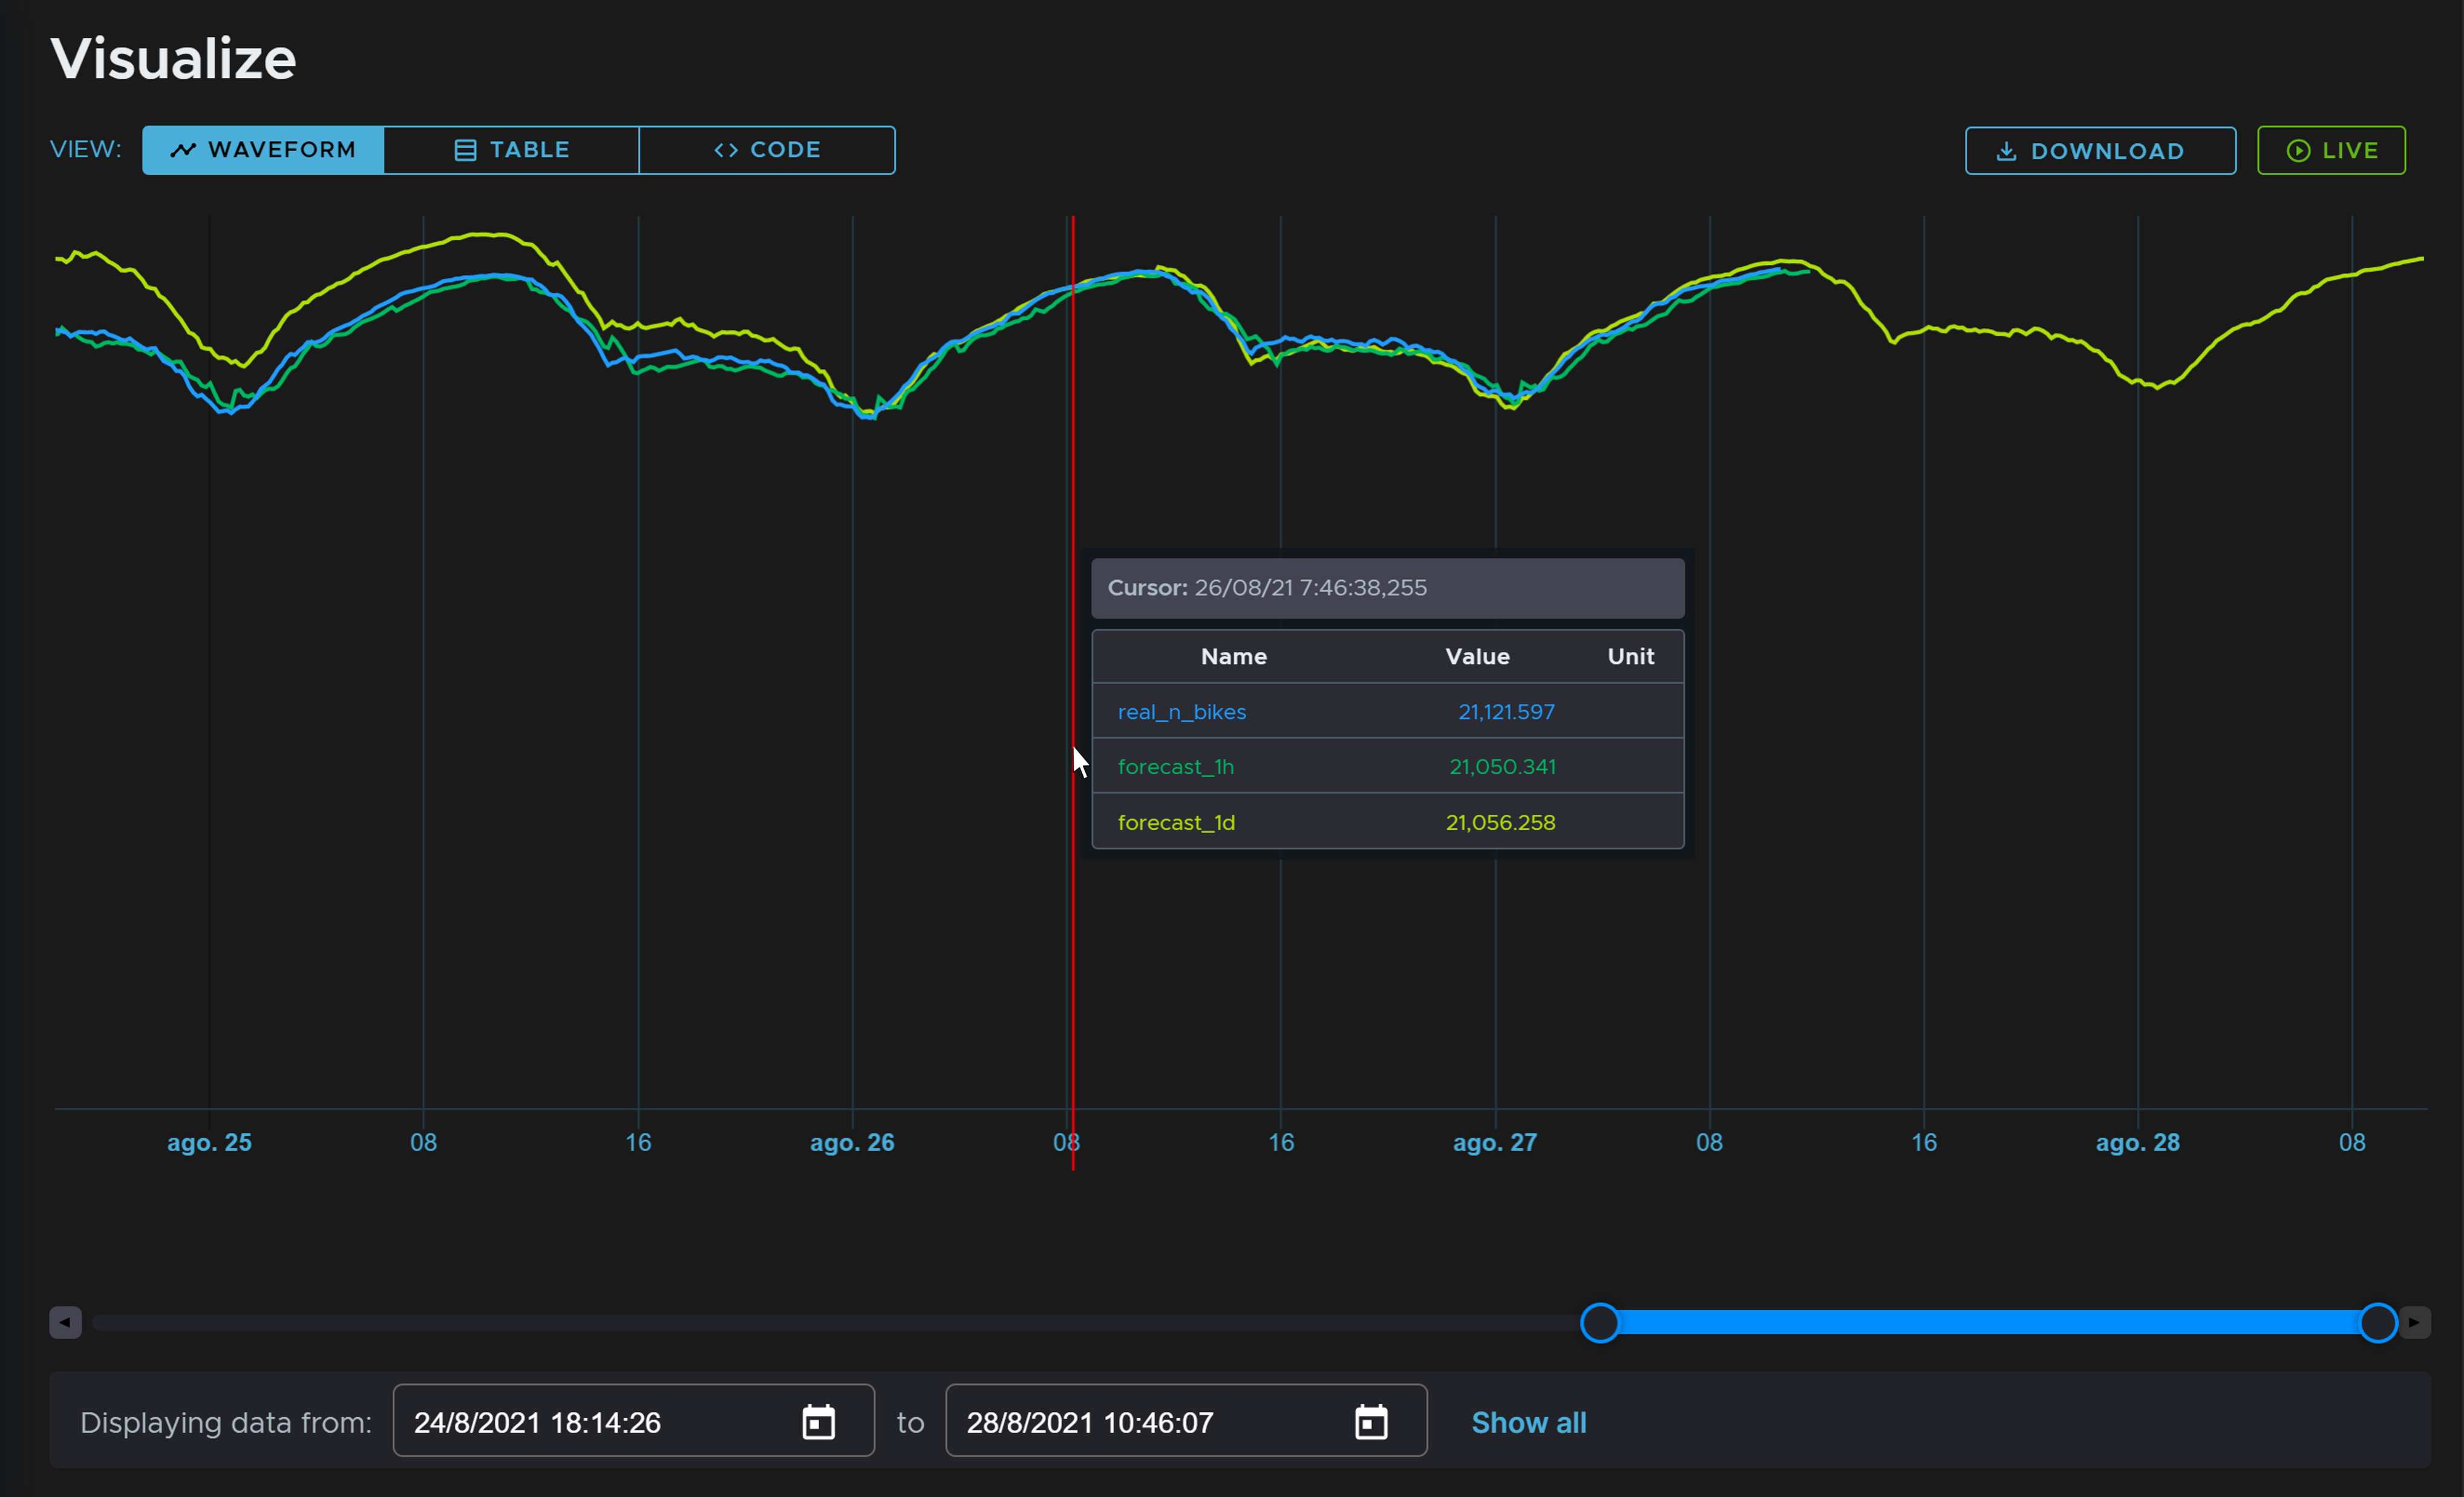 Visualize
VIEW: WAVEFORM TABLE CODE DOWNLOAD LIVE
Cursor: 26/08/21 7:46:38,255
Name Value Unit
real_n_bikes 21,121.597
forecast_1h 21,050.341
forecast_1d 21,056.258
ago. 25 08 16 ago. 26 08 16 ago. 27 08 16 ago. 28 08
Displaying data from: 24/8/2021 18:14:26 to 28/8/2021 10:46:07 Show all